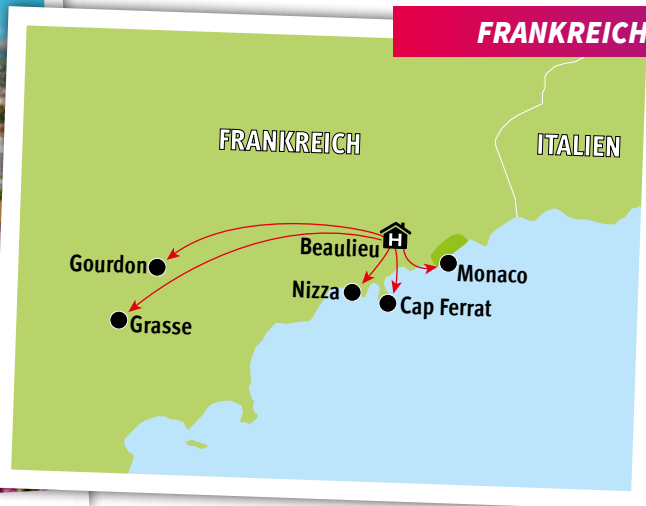 FRANKREICH
FRANKREICH
ITALIEN
Beaulieu
H
Gourdon
Monaco
Nizza
Cap Ferrat
Grasse